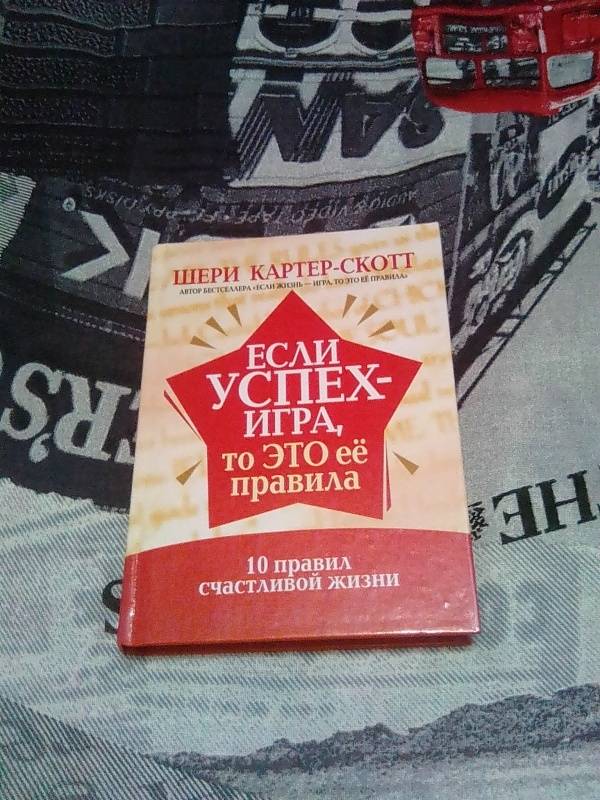 ШЕРИ КАРТЕР-СКОТТ
АВТОР БЕСТСЕЛЛЕРА «ЕСЛИ ЖИЗНЬ — ИГРА, ТО ЭТО ЕЁ ПРАВИЛА»
ЕСЛИ
УСПЕХ-
ИГРА,
то ЭТО её
правила
10 правил
счастливой жизни
THE